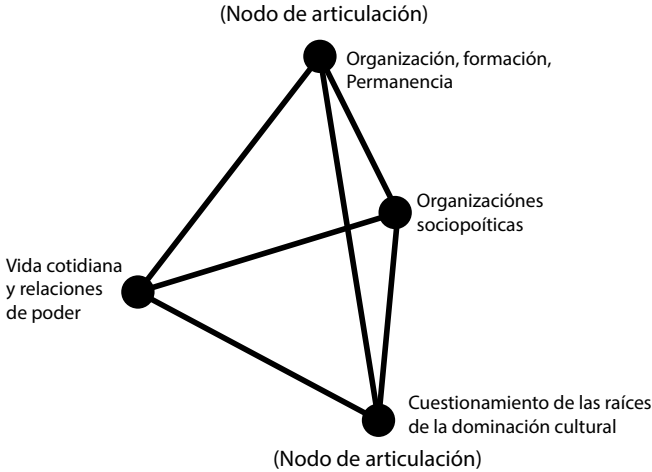 (Nodo de articulación)
Organización, formación,
Permanencia
Organizaciónes
sociopoíticas
Vida cotidiana
y relaciones
de poder
Cuestionamiento de las raíces
de la dominación cultural
(Nodo de articulación)